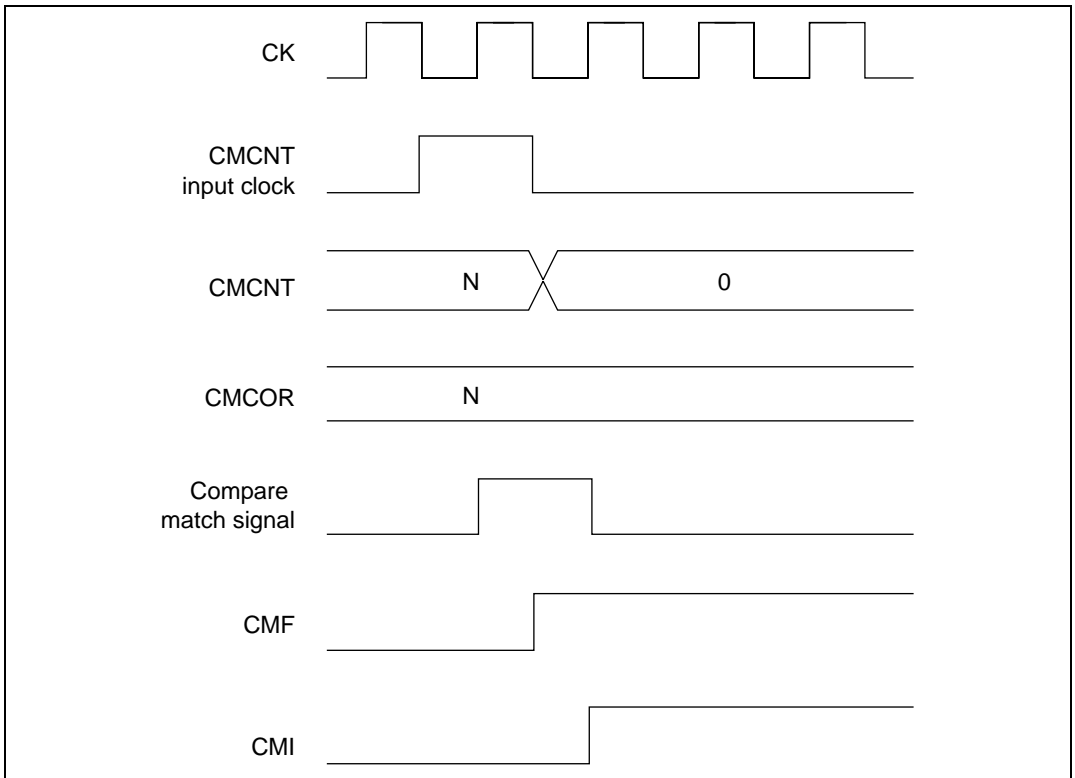 CK
CMCNT
input clock
CMCNT
N
0
CMCOR
N
Compare
match signal
CMF
CMI